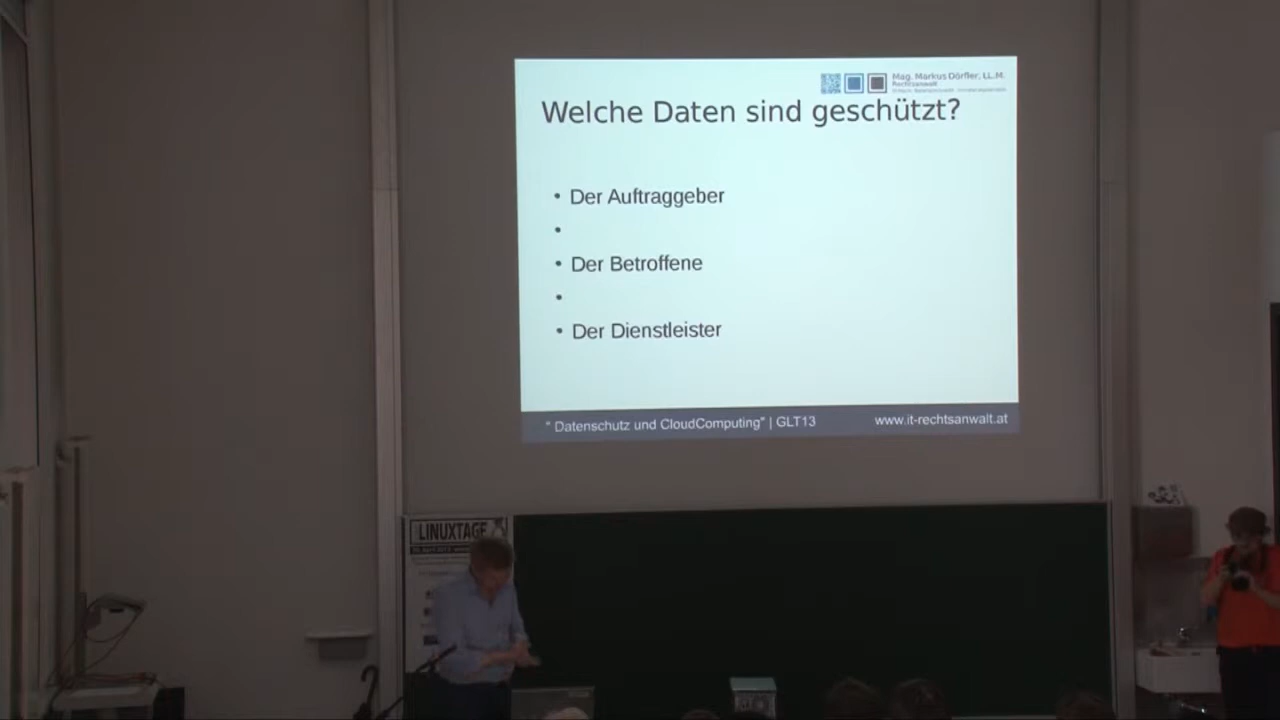 Mag. Markus Dörfler, LL.M.
Rechtsanwalt
Welche Daten sind geschützt?
• Der Auftraggeber
•
• Der Betroffene
•
• Der Dienstleister
" Datenschutz und CloudComputing" | GLT13
www.it-rechtsanwalt.at
LINUXTAGE